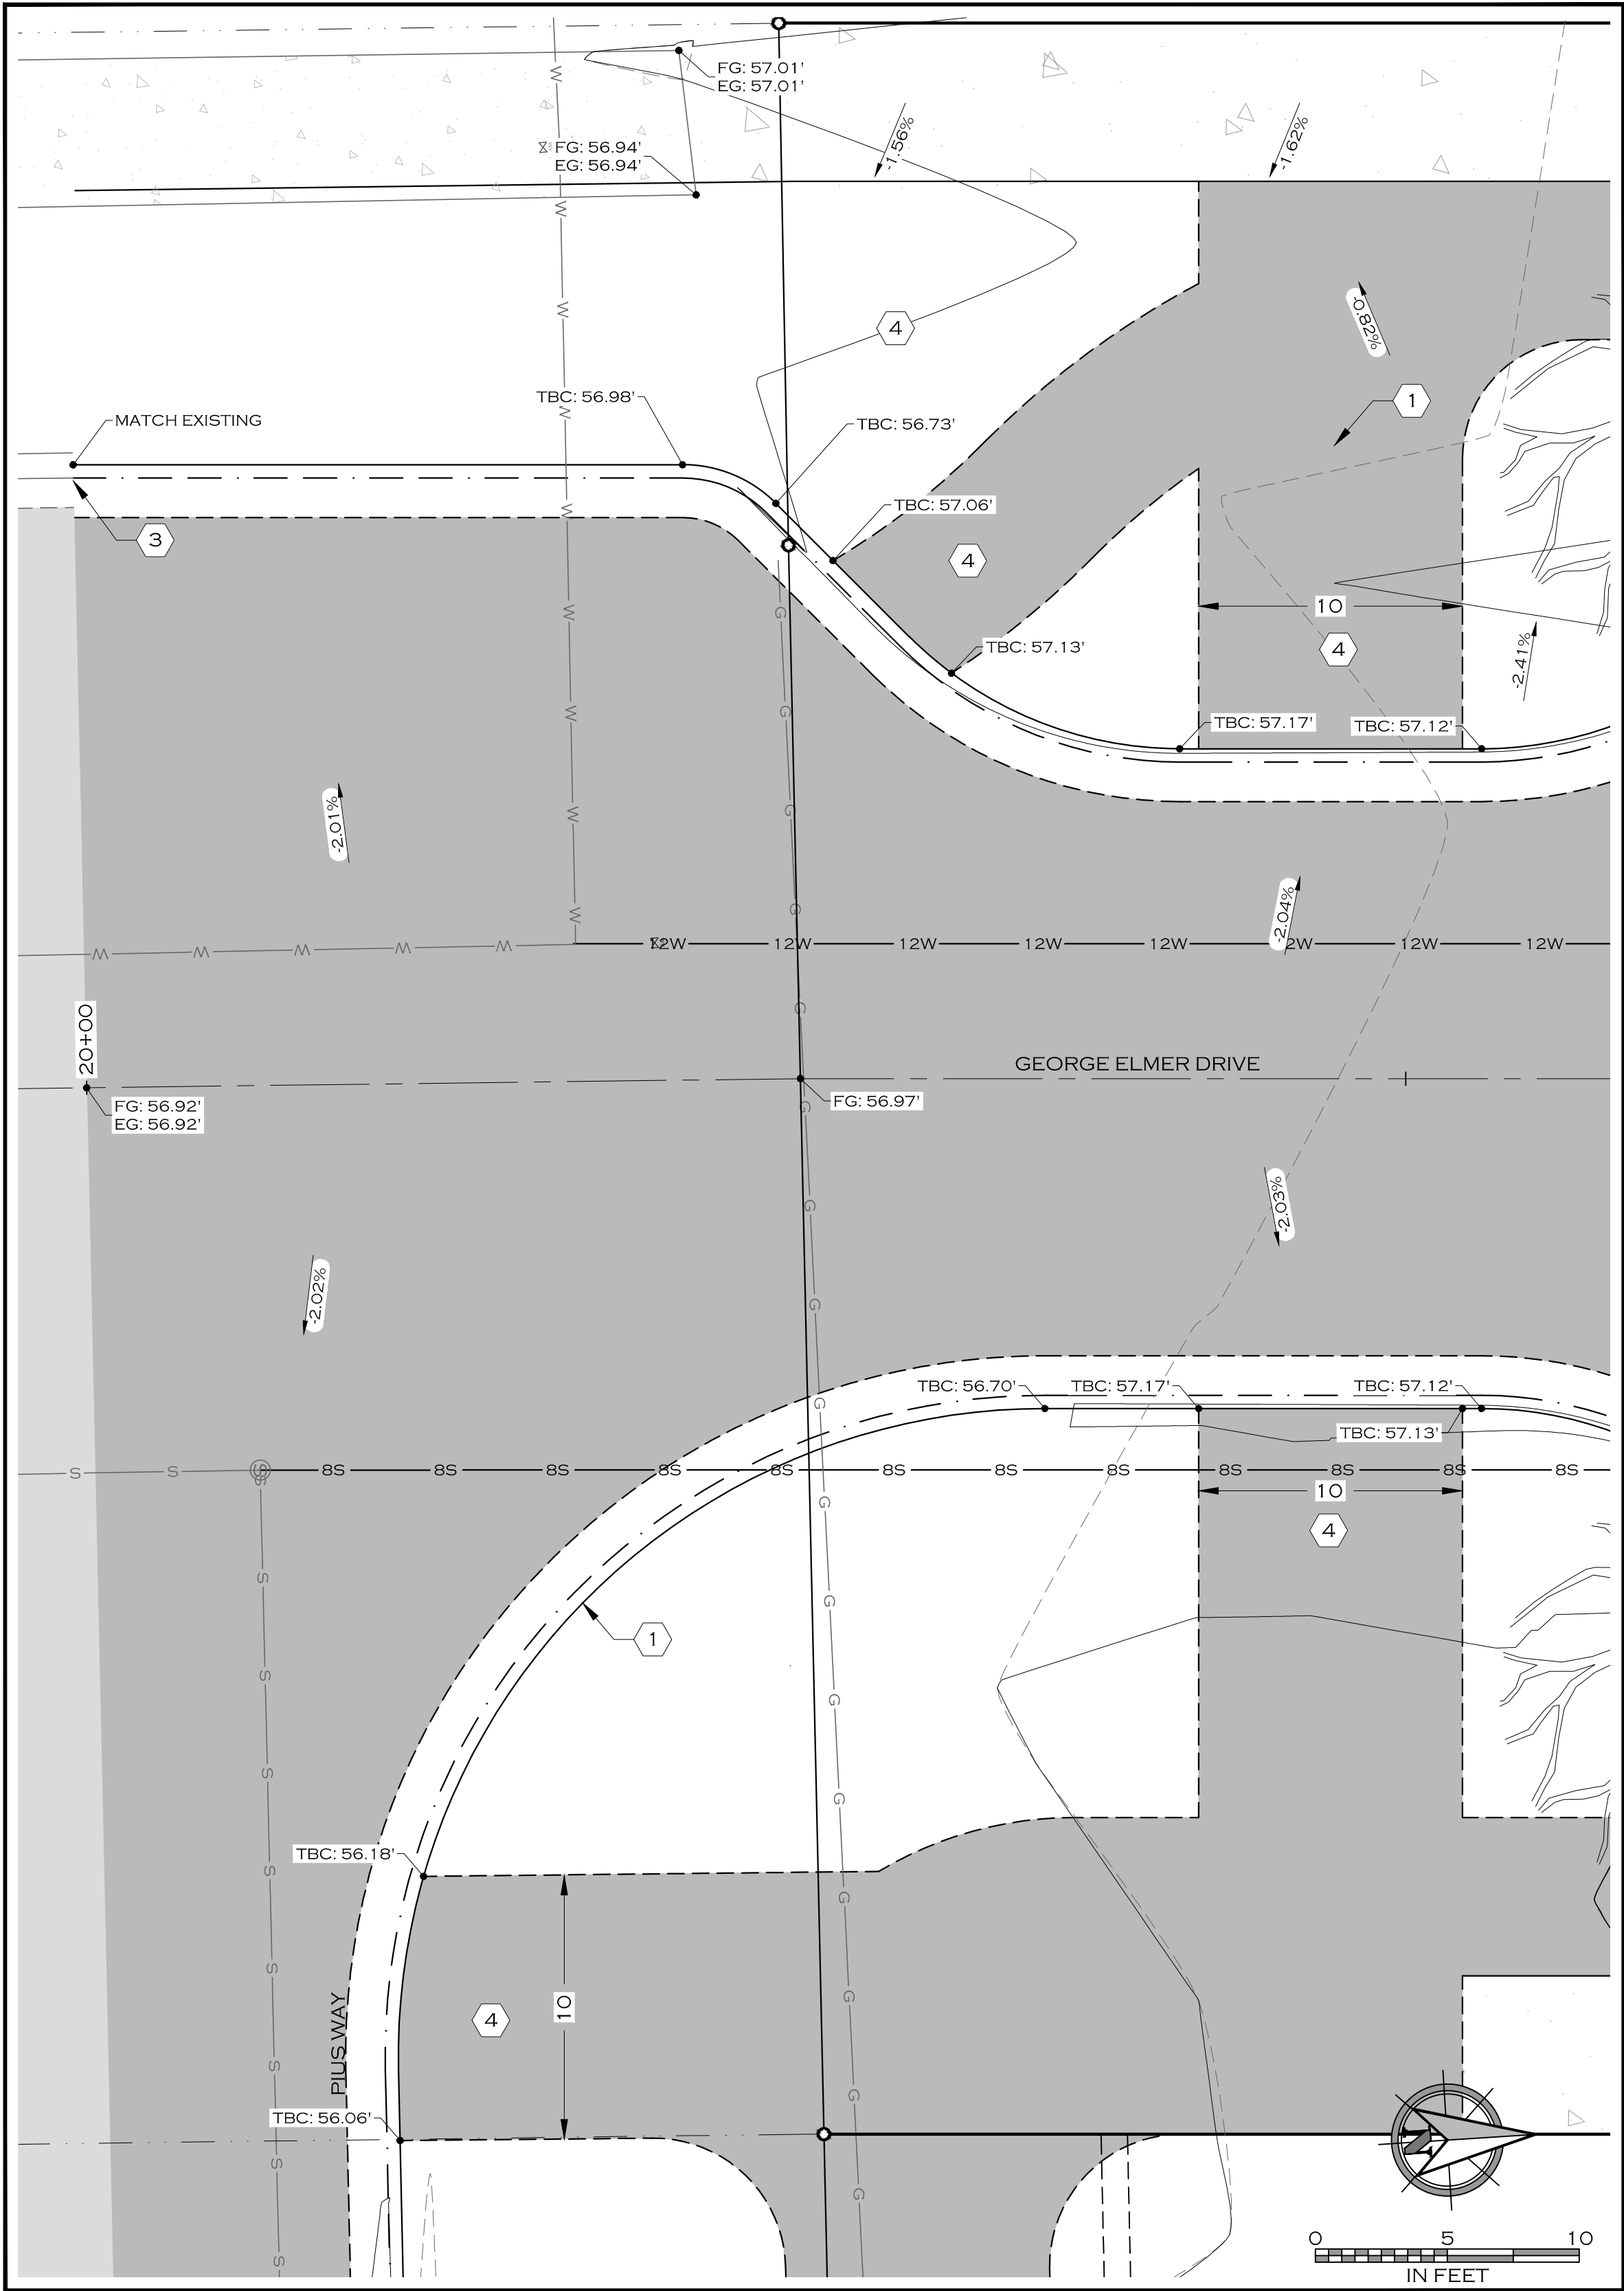 FG: 57.01'
EG: 57.01'
W
-1.56%
-1.62%
FG: 56.94'
EG: 56.94'
W
W
4
-0.82%
TBC: 56.98'
W
1
MATCH EXISTING
TBC: 56.73'
TBC: 57.06'
W
3
4
10
W
G
4
TBC: 57.13'
-2.41%
W
G
TBC: 57.17'
TBC: 57.12'
-2.01%
W
G
W
G
-2.04%
W W W W W 12W 12W 12W 12W 12W 12W 12W 12W
G
20+00
GEORGE ELMER DRIVE
FG: 56.92'
EG: 56.92'
FG: 56.97'
G
G
-2.03%
-2.02%
G
TBC: 56.70'
TBC: 57.17'
TBC: 57.12'
G
TBC: 57.13'
S S S 8S 8S 8S 8S 8S 8S 8S 8S 8S 8S 8S 8S
S
10
G
4
S
G
1
S
G
S
G
TBC: 56.18'
S
G
S
G
4
10
PIUS WAY
S
G
TBC: 56.06'
N
S
G
S
0 5 10
IN FEET